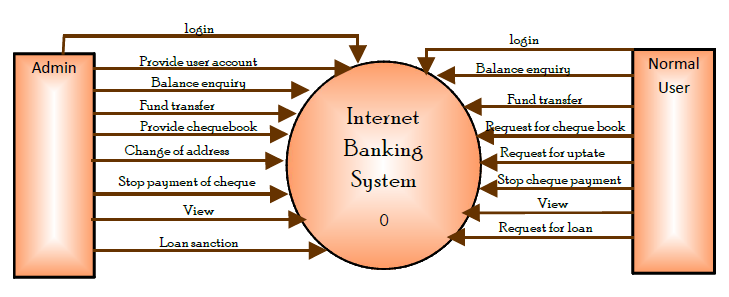 login
Admin
Provide user account
Balance enquiry
Fund transfer
Provide chequebook
Change of address
Stop payment of cheque
View
Loan sanction
Internet
Banking
System
0
login
Normal
User
Balance enquiry
Fund transfer
Request for cheque book
Request for uptate
Stop cheque payment
View
Request for loan